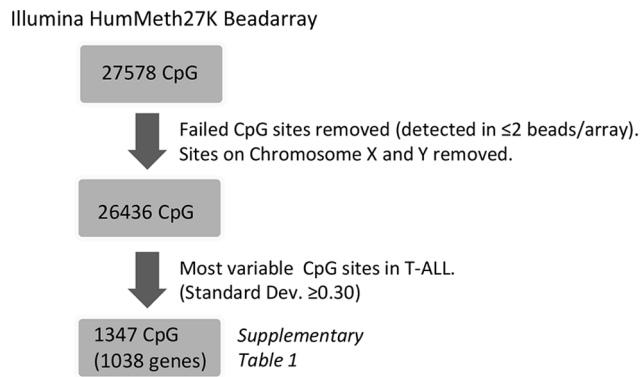 Illumina HumMeth27K Beadarray
27578 CpG
Failed CpG sites removed (detected in ≤2 beads/array).
Sites on Chromosome X and Y removed.
26436 CpG
Most variable CpG sites in T-ALL.
(Standard Dev. ≥0.30)
1347 CpG
(1038 genes)
Supplementary
Table 1